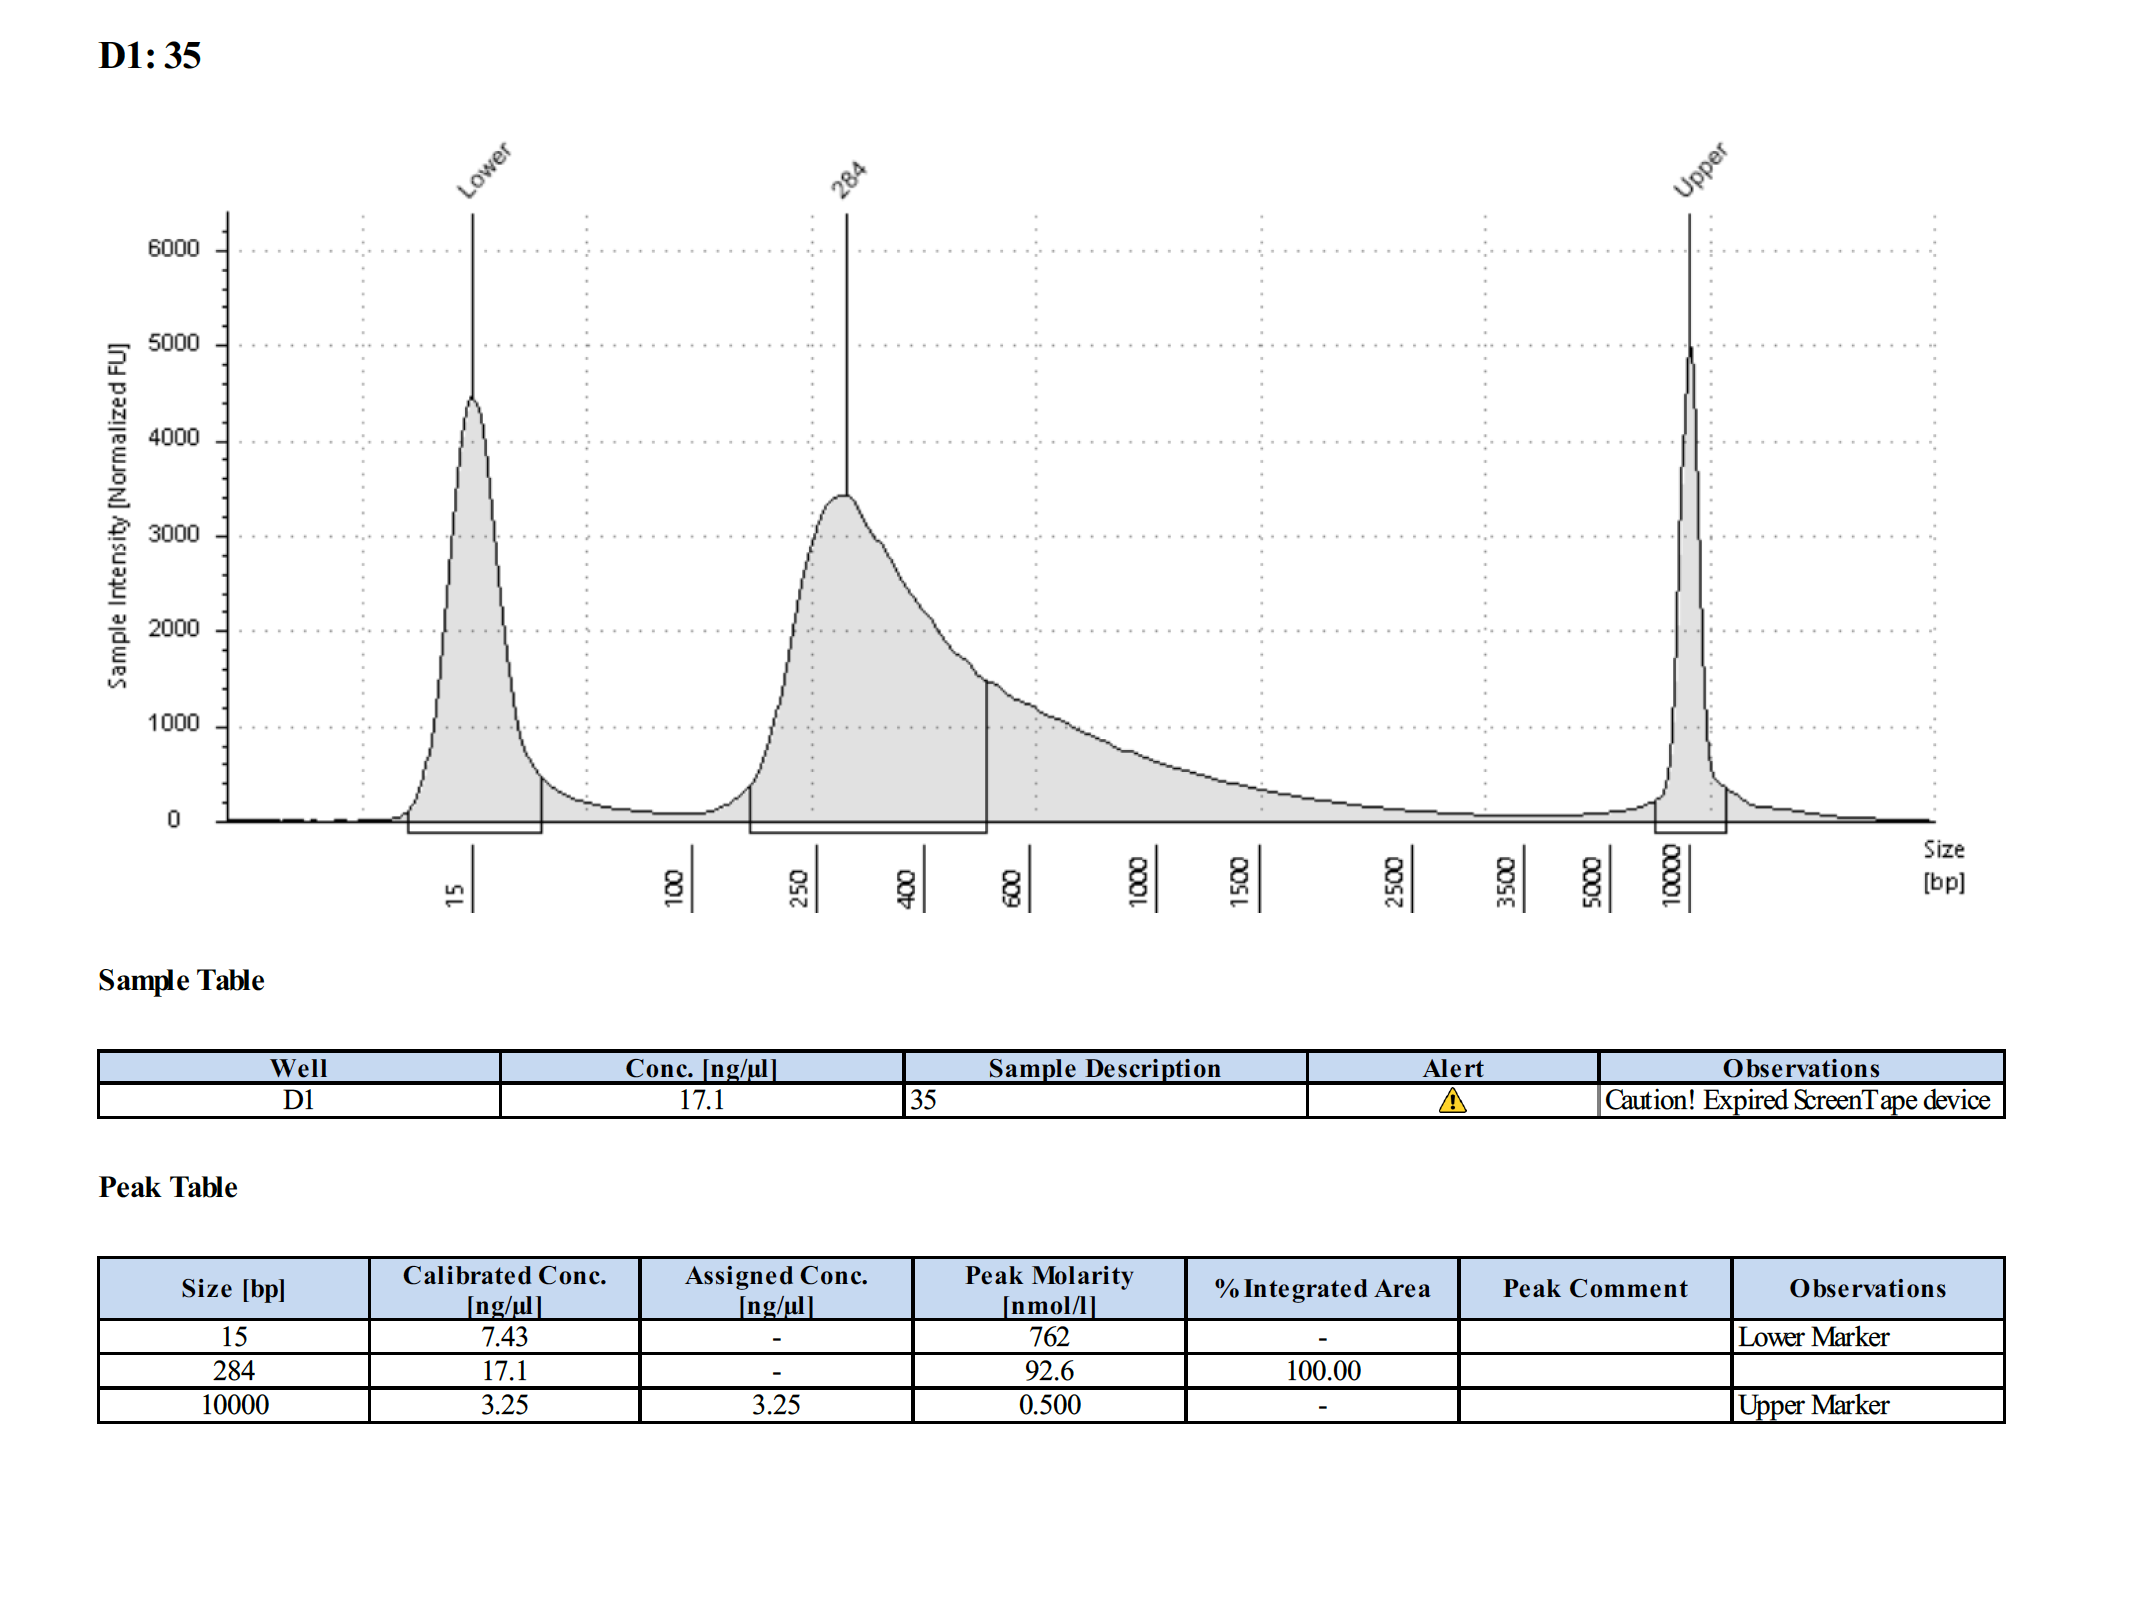 D1: 35
Lower
284
Upper
Sample Intensity [Normalized FU]
6000
5000
4000
3000
2000
1000
0
15
100
250
400
600
1000
1500
2500
3500
5000
10000
Size
[bp]
Sample Table
Well Conc. [ng/µl] Sample Description Alert Observations
D1 17.1 35 Caution! Expired ScreenTape device
Peak Table
Size [bp] Calibrated Conc. [ng/µl] Assigned Conc. [ng/µl] Peak Molarity [nmol/l] % Integrated Area Peak Comment Observations
15 7.43 - 762 - Lower Marker
284 17.1 - 92.6 100.00
10000 3.25 3.25 0.500 - Upper Marker